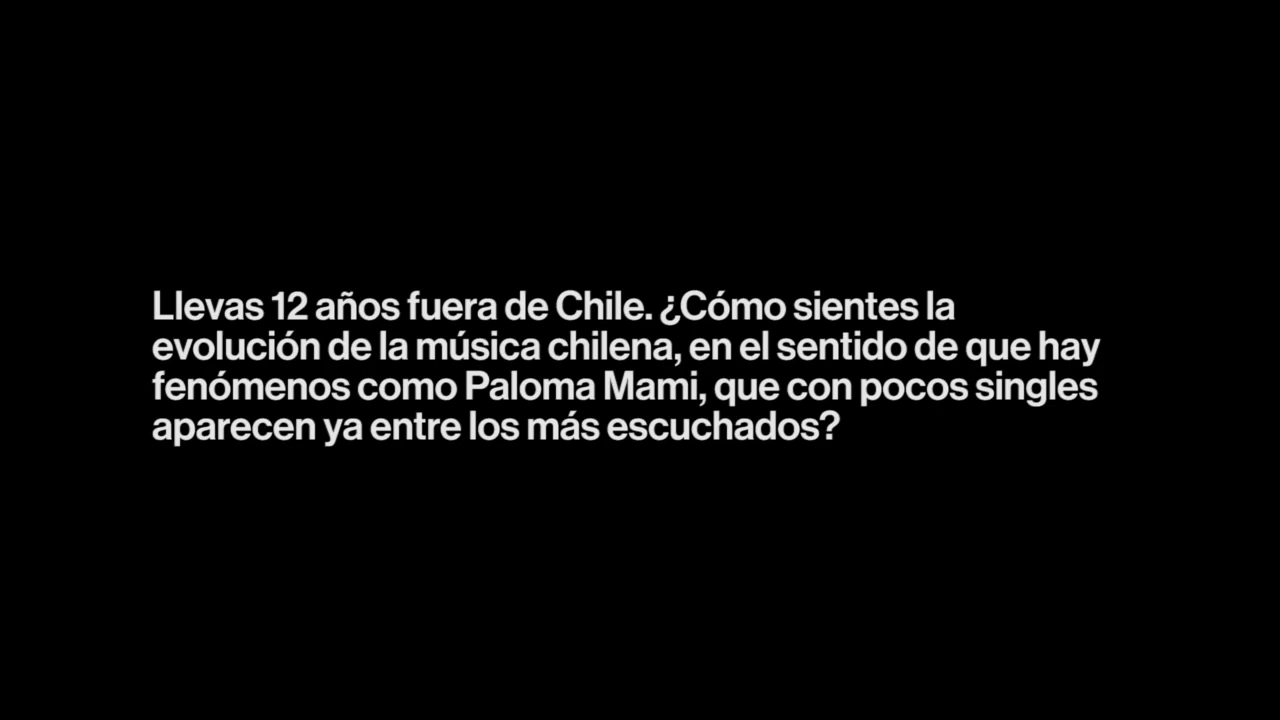 Llevas 12 años fuera de Chile. ¿Cómo sientes la
evolución de la música chilena, en el sentido de que hay
fenómenos como Paloma Mami, que con pocos singles
aparecen ya entre los más escuchados?